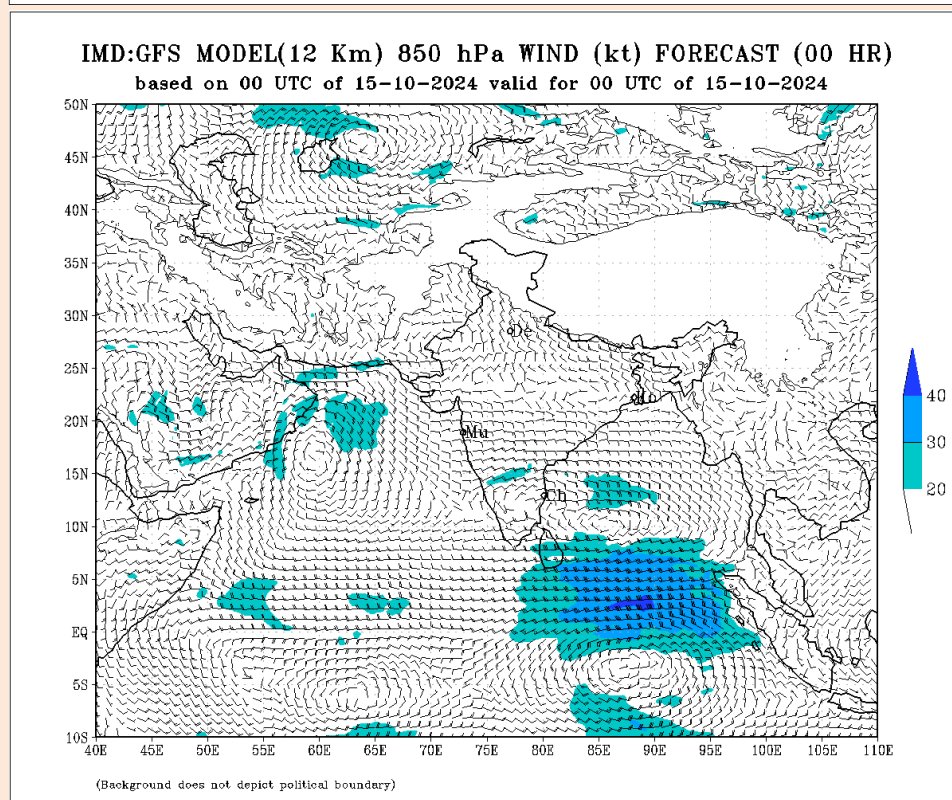 IMD:GFS MODEL(12 Km) 850 hPa WIND (kt) FORECAST (00 HR)
based on 00 UTC of 15-10-2024 valid for 00 UTC of 15-10-2024
50N
45N
40N
35N
30N
De
25N
40
Ko
20N
Mu
30
15N
20
Ch
10N
5N
EQ
5S
10S
40E 45E 50E 55E 60E 65E 70E 75E 80E 85E 90E 95E 100E 105E 110E
(Background does not depict political boundary)